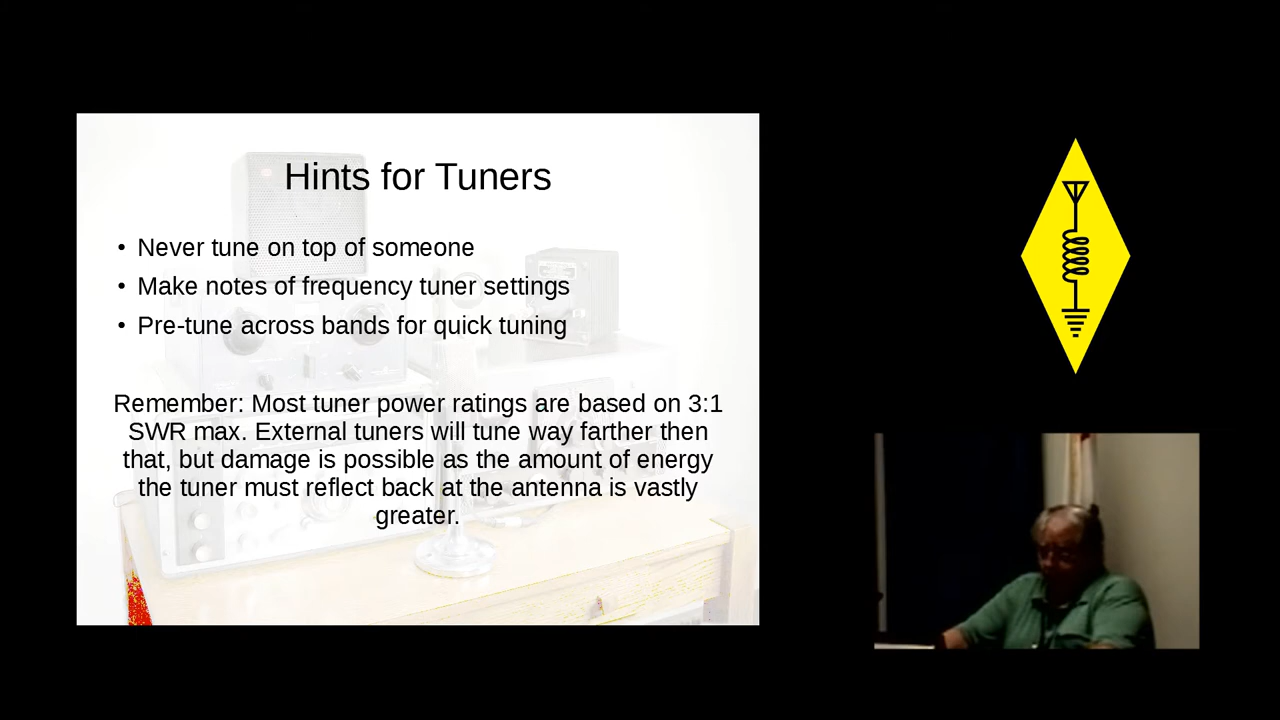 Hints for Tuners
• Never tune on top of someone
• Make notes of frequency tuner settings
• Pre-tune across bands for quick tuning
Remember: Most tuner power ratings are based on 3:1
SWR max. External tuners will tune way farther then
that, but damage is possible as the amount of energy
the tuner must reflect back at the antenna is vastly
greater.